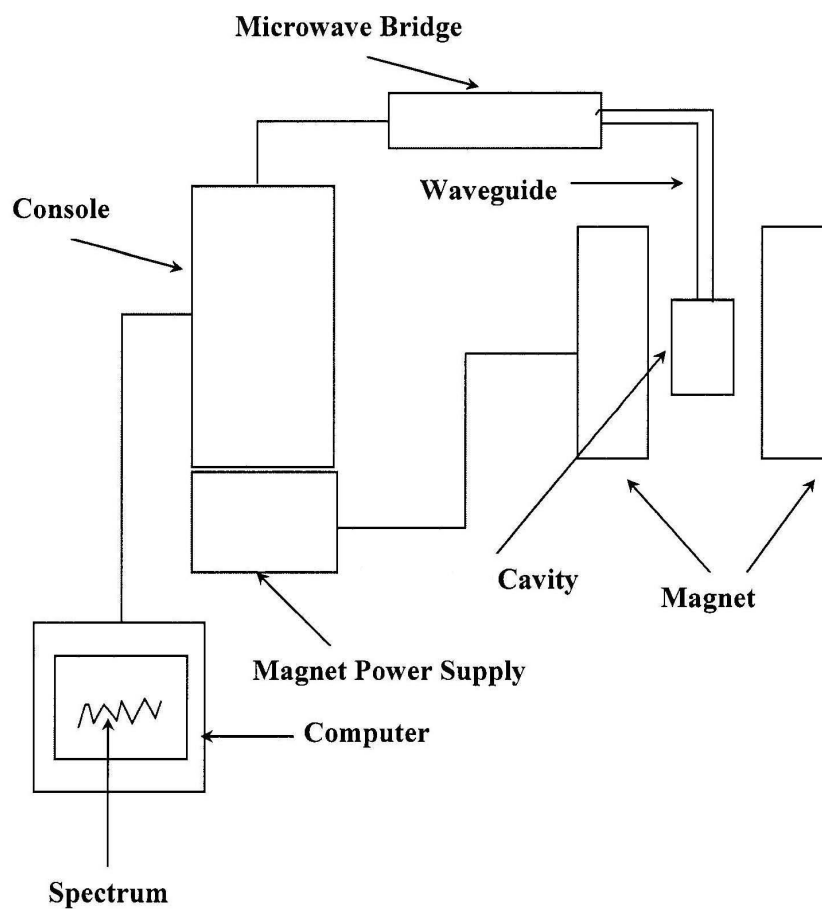 Microwave Bridge
Waveguide
Console
Cavity
Magnet
Magnet Power Supply
Computer
Spectrum